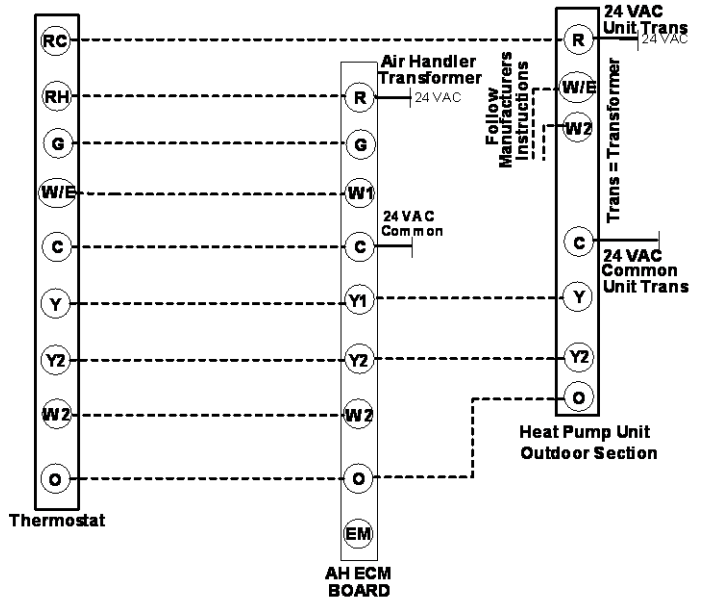 24 VAC
Unit Trans
RC
R
24 VAC
Air Handler
Transformer
RH
R
24 VAC
Follow
Manufacturers
Instructions
W/E
W2
Trans = Transformer
G
G
W/E
W1
24 VAC
Common
C
C
C
24 VAC
Common
Unit Trans
Y
Y1
Y
Y2
Y2
Y2
W2
W2
O
Heat Pump Unit
Outdoor Section
O
O
Thermostat
EM
AH ECM
BOARD